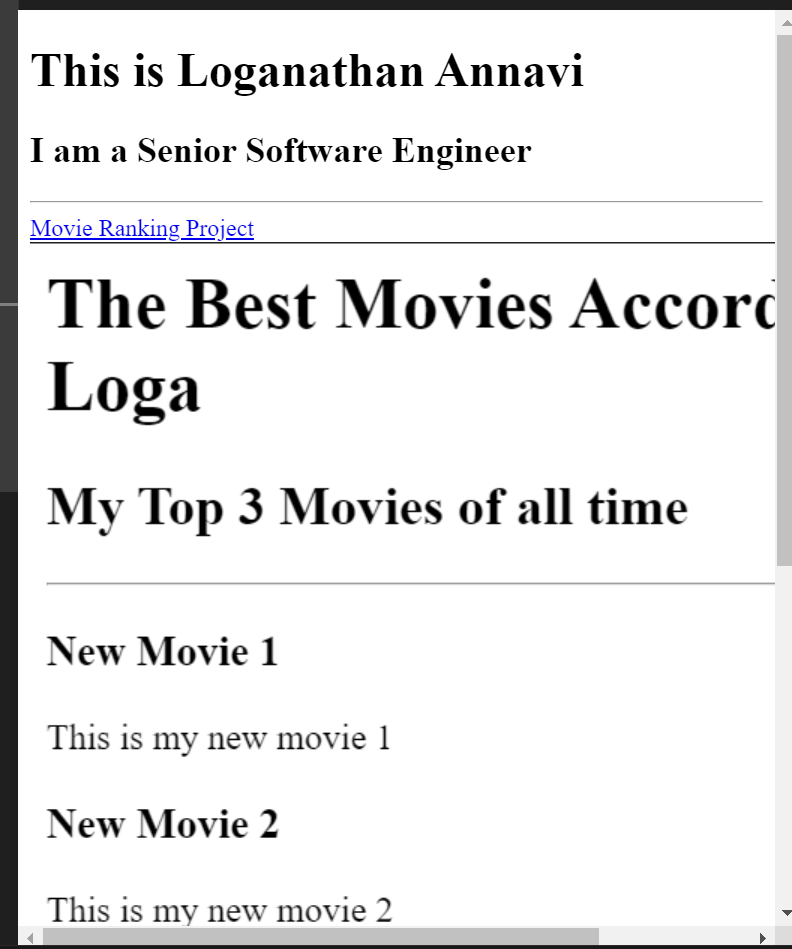 This is Loganathan Annavi
I am a Senior Software Engineer
Movie Ranking Project
The Best Movies
Loga
My Top 3 Movies of all time
New Movie 1
This is my new movie 1
New Movie 2
This is my new movie 2